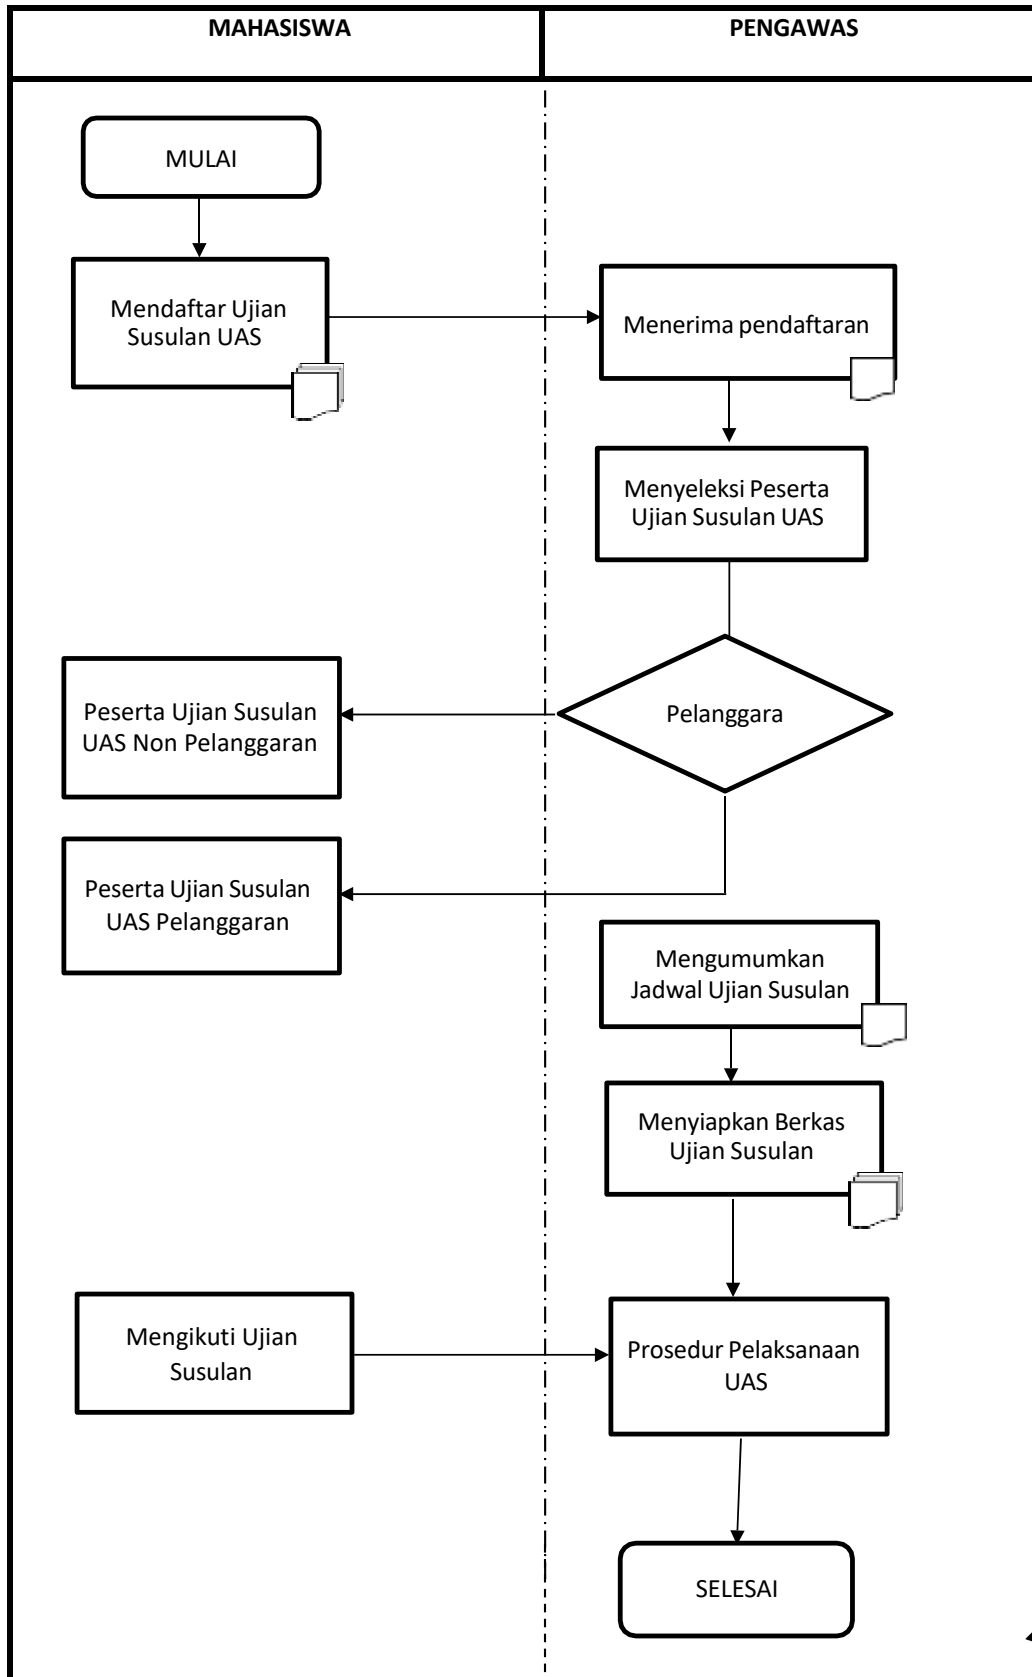 MAHASISWA
PENGAWAS
MULAI
Mendaftar Ujian
Susulan UAS
Menerima pendaftaran
Menyeleksi Peserta
Ujian Susulan UAS
Pelanggara
Peserta Ujian Susulan
UAS Non Pelanggaran
Peserta Ujian Susulan
UAS Pelanggaran
Mengumumkan
Jadwal Ujian Susulan
Menyiapkan Berkas
Ujian Susulan
Mengikuti Ujian
Susulan
Prosedur Pelaksanaan
UAS
SELESAI